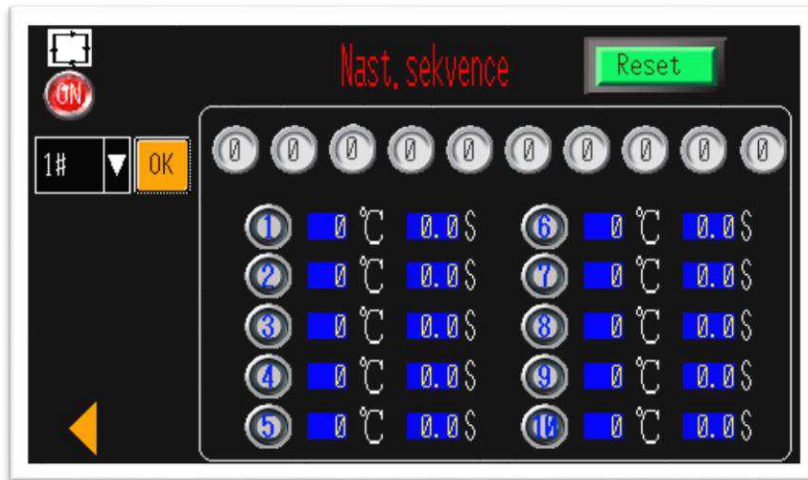 Nast. sekvence
Reset
ON
1# OK
0 0 0 0 0 0 0 0 0 0
1 0 °C 0.0 S 6 0 °C 0.0 S
2 0 °C 0.0 S 7 0 °C 0.0 S
3 0 °C 0.0 S 8 0 °C 0.0 S
4 0 °C 0.0 S 9 0 °C 0.0 S
5 0 °C 0.0 S 10 0 °C 0.0 S